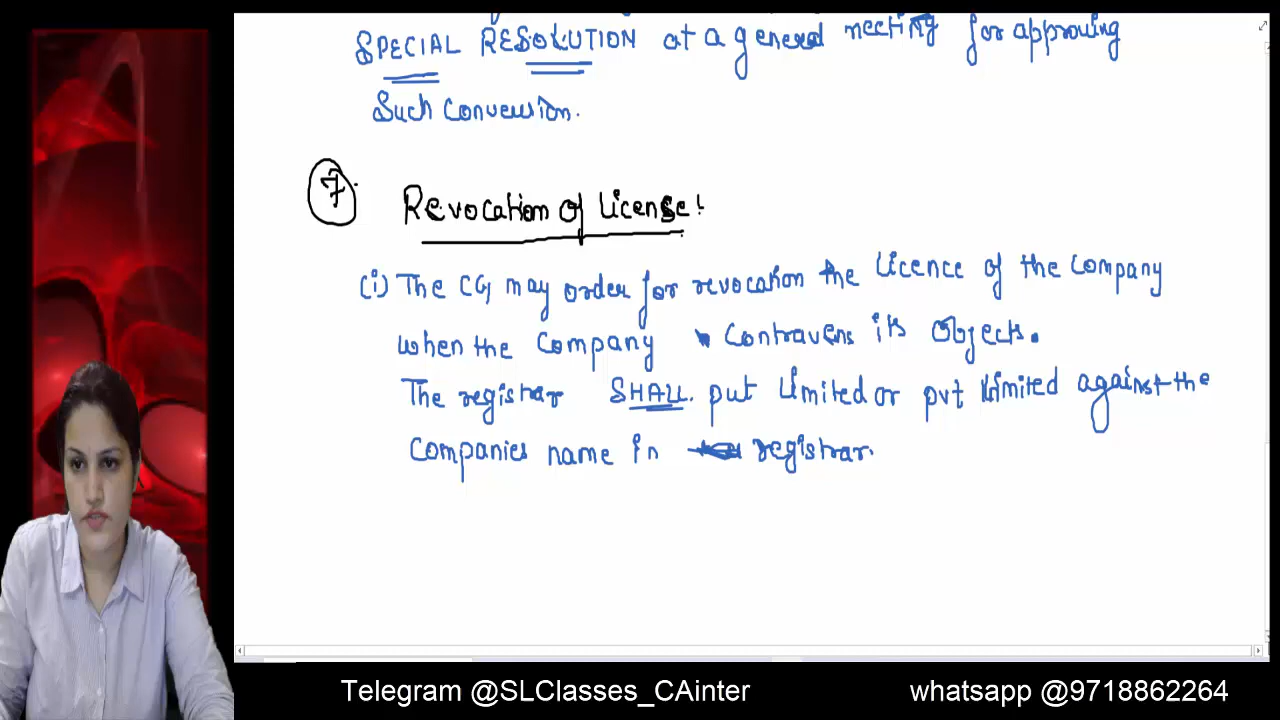 SPECIAL RESOLUTION at a general meeting for approving
Such Conversion.
7
Revocation of License:
(i) The CG may order for revocation the Licence of the Company
when the Company Contravens its Objects.
The registrar SHALL put Limited or pvt limited against the
Companies name in registrar.
Telegram @SLClasses_CAinter
whatsapp @9718862264